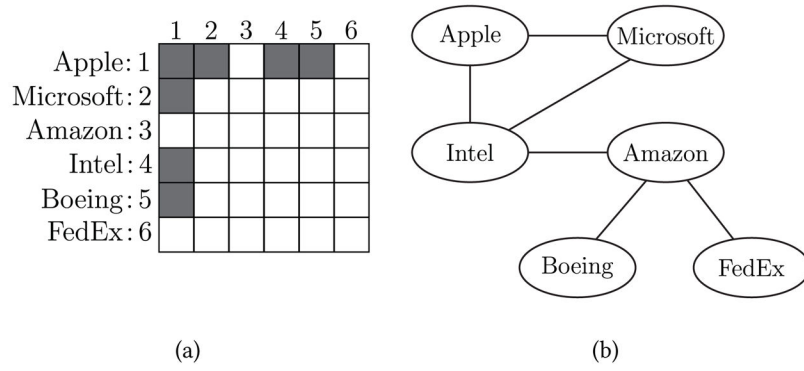 1 2 3 4 5 6
Apple: 1
Microsoft: 2
Amazon: 3
Intel: 4
Boeing: 5
FedEx: 6
(a)
Apple Microsoft
Intel Amazon
Boeing FedEx
(b)